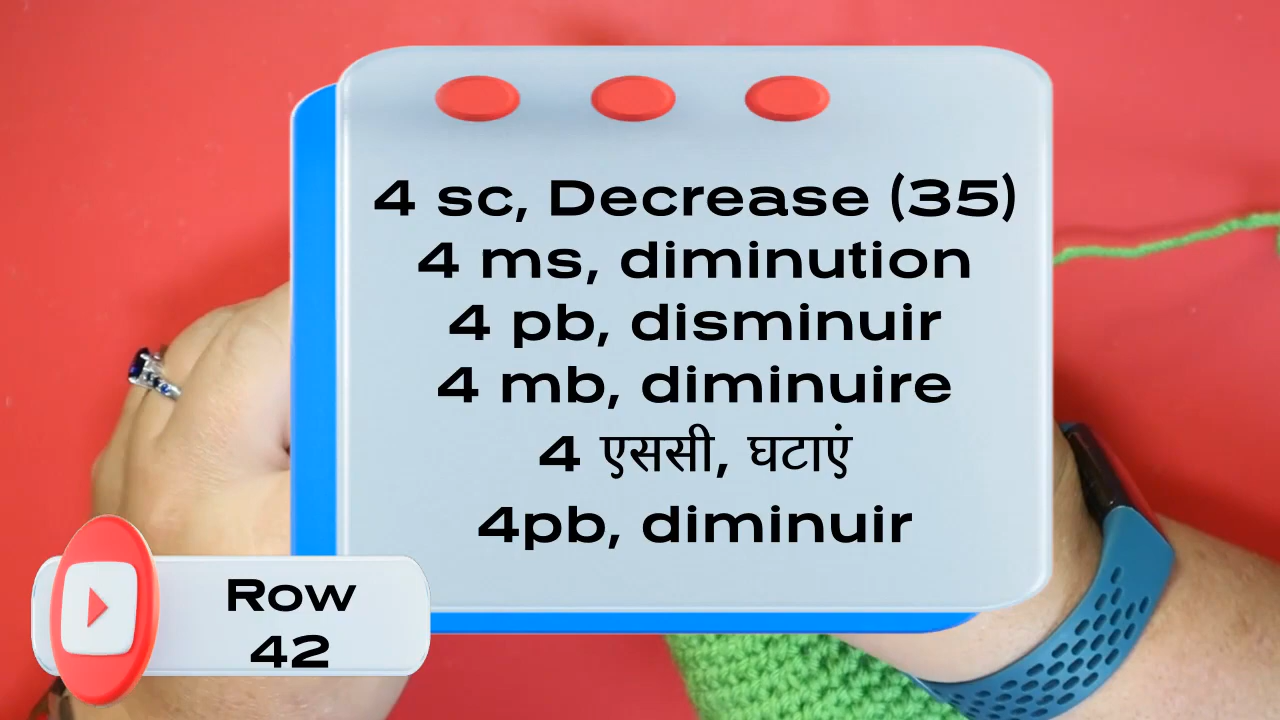 4 sc, Decrease (35)
4 ms, diminution
4 pb, disminuir
4 mb, diminuire
4 एससी, घटाएं
4pb, diminuir
Row
42